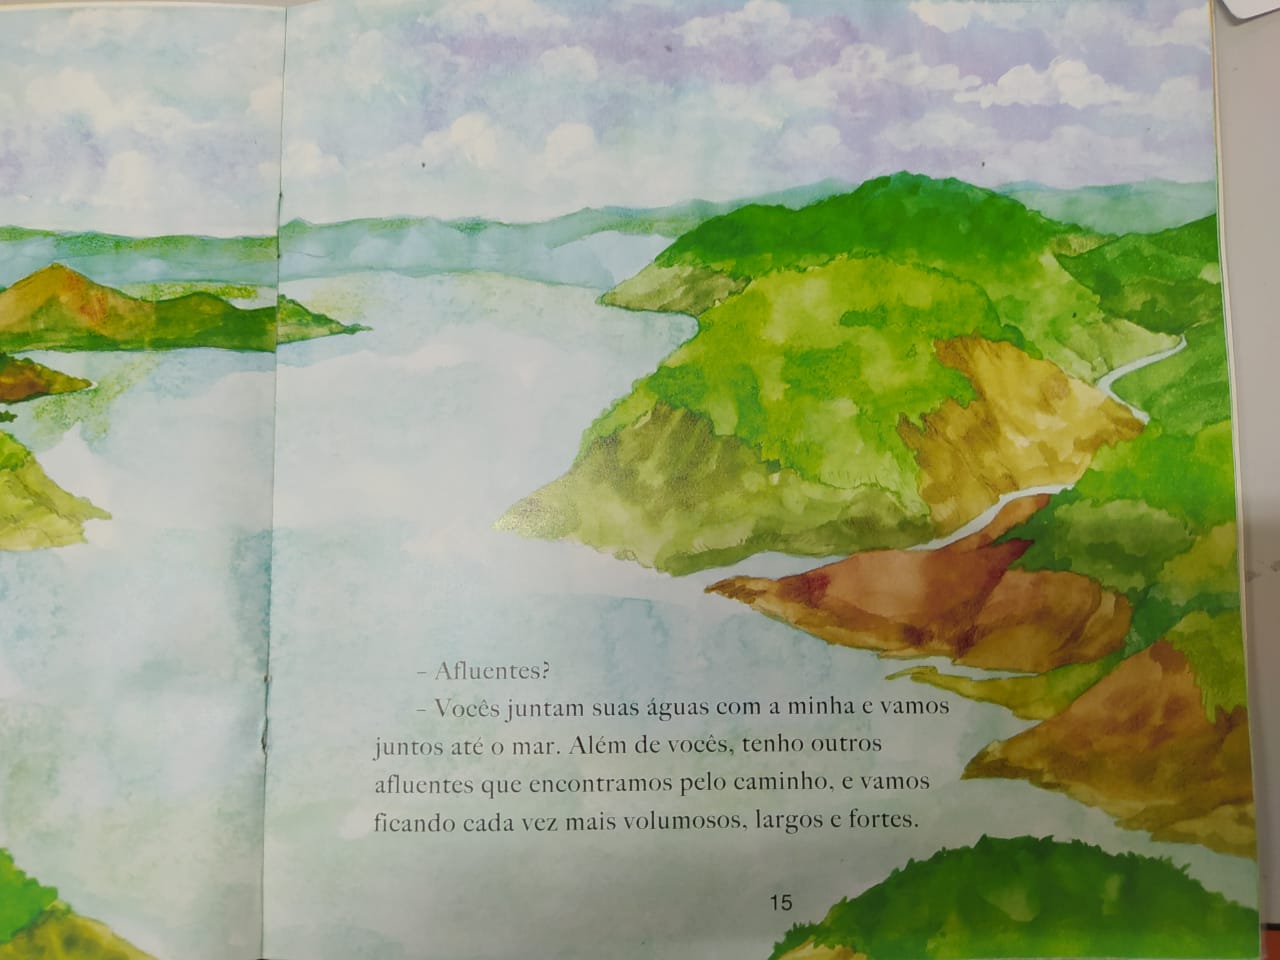 – Afluentes?
– Vocês juntam suas águas com a minha e vamos
juntos até o mar. Além de vocês, tenho outros
afluentes que encontramos pelo caminho, e vamos
ficando cada vez mais volumosos, largos e fortes.
15